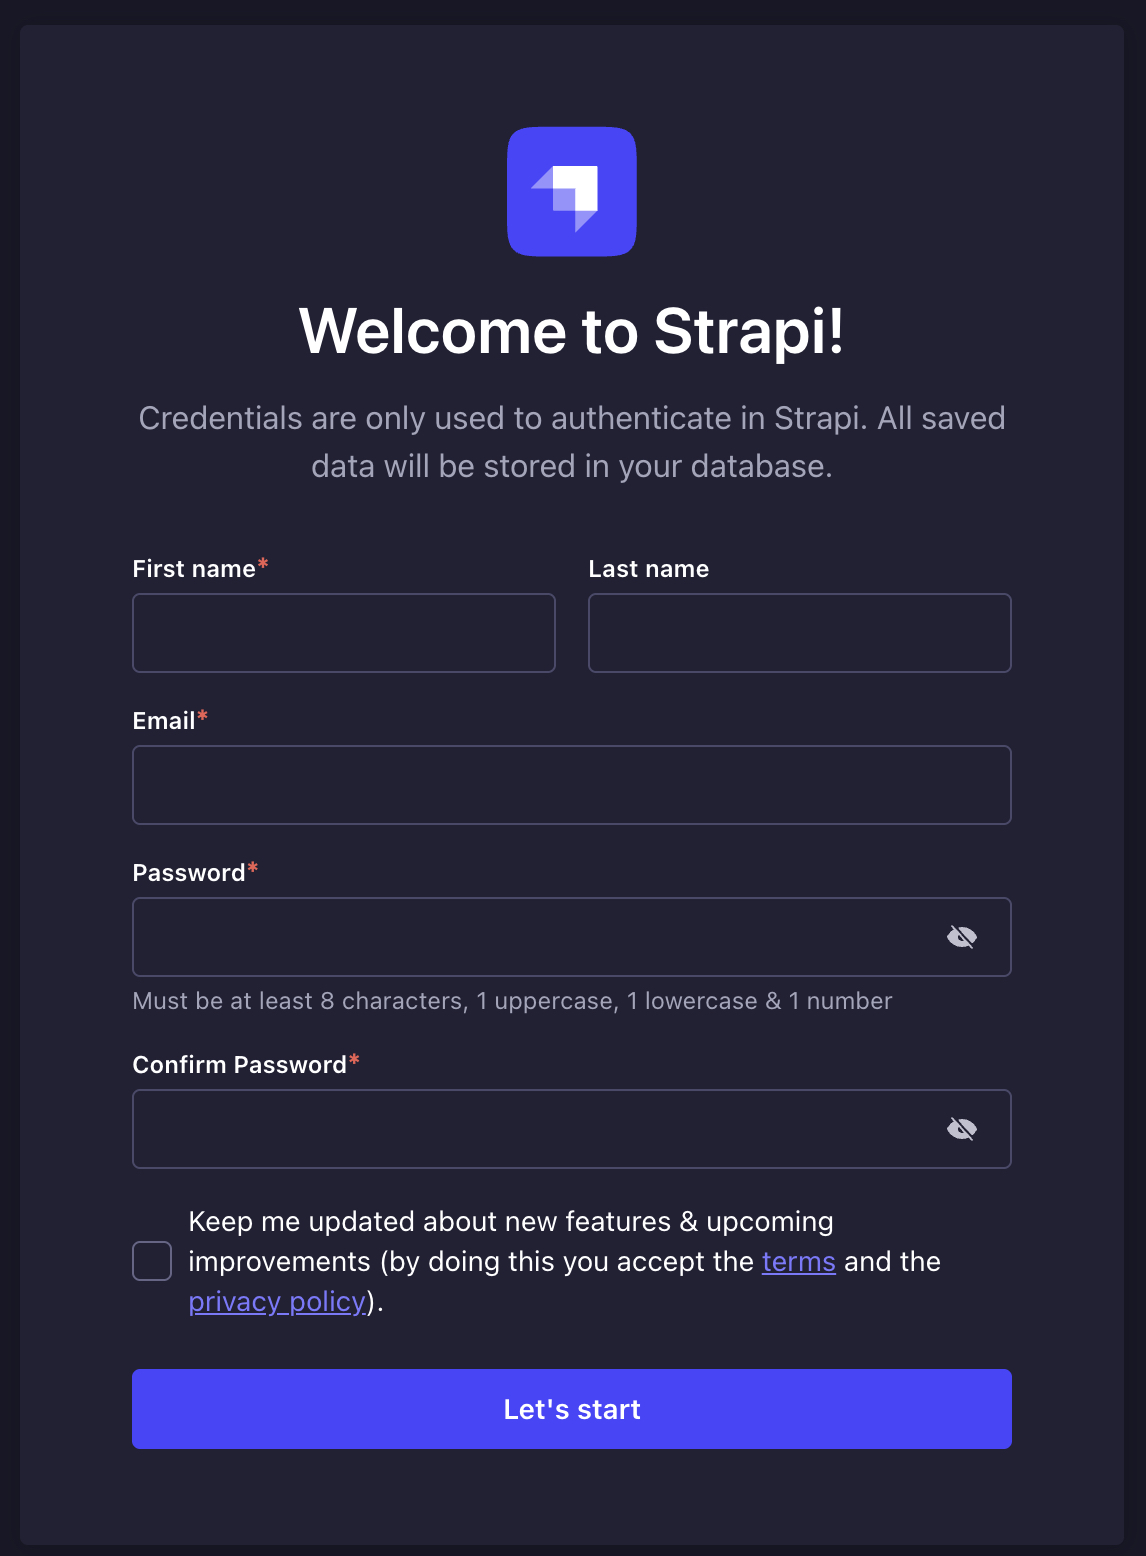 Welcome to Strapi!
Credentials are only used to authenticate in Strapi. All saved
data will be stored in your database.
First name*
Last name
Email*
Password*
Must be at least 8 characters, 1 uppercase, 1 lowercase & 1 number
Confirm Password*
Keep me updated about new features & upcoming
improvements (by doing this you accept the terms and the
privacy policy).
Let's start